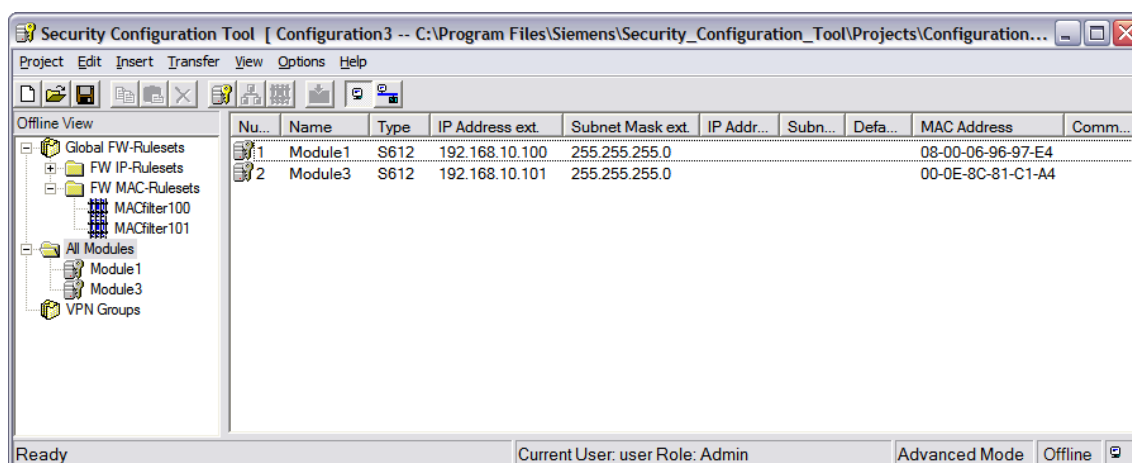 Security Configuration Tool [ Configuration3 -- C:\Program Files\Siemens\Security_Configuration_Tool\Projects\Configuration...
Project Edit Insert Transfer View Options Help
Offline View
Global FW-Rulesets
FW IP-Rulesets
FW MAC-Rulesets
MACfilter100
MACfilter101
All Modules
Module1
Module3
VPN Groups
Nu... Name Type IP Address ext. Subnet Mask ext. IP Addr... Subn... Defa... MAC Address Comm...
1 Module1 S612 192.168.10.100 255.255.255.0 08-00-06-96-97-E4
2 Module3 S612 192.168.10.101 255.255.255.0 00-0E-8C-81-C1-A4
Ready Current User: user Role: Admin Advanced Mode Offline